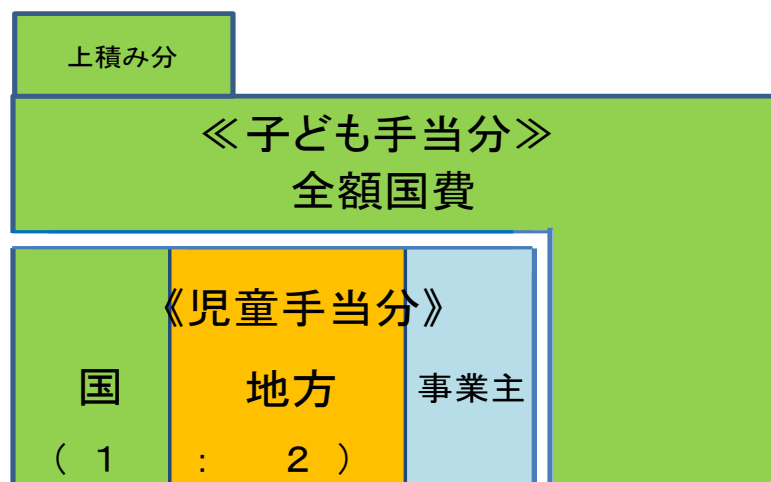 上積み分
≪子ども手当分≫
全額国費
《児童手当分》
国 地方 事業主
( 1 : 2 )